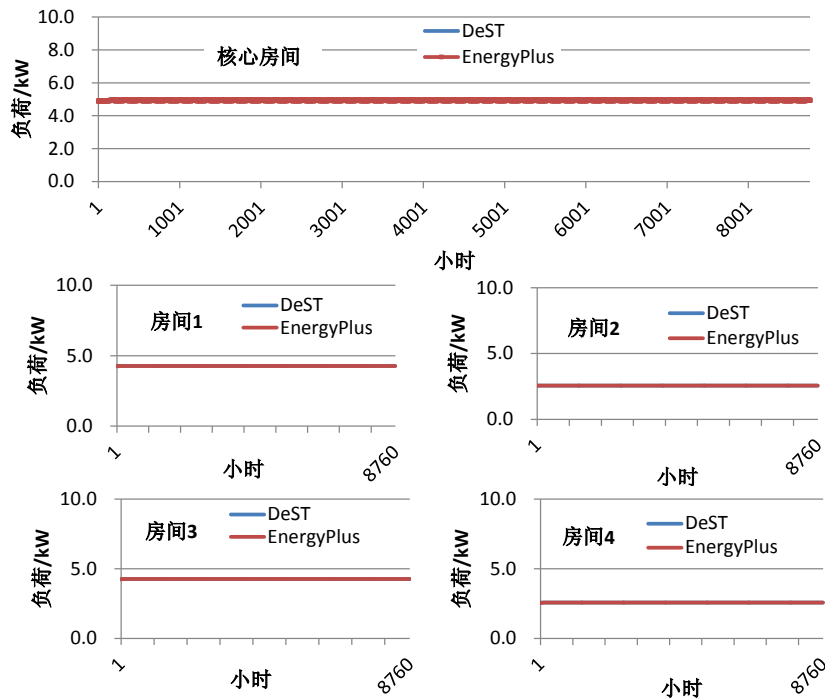 10.0
8.0
6.0
4.0
2.0
0.0
负荷/kW
核心房间
DeST
EnergyPlus
1
1001
2001
3001
4001
5001
6001
7001
8001
小时
10.0
5.0
0.0
负荷/kW
房间1
DeST
EnergyPlus
1
8760
小时
10.0
5.0
0.0
负荷/kW
房间2
DeST
EnergyPlus
1
8760
小时
10.0
5.0
0.0
负荷/kW
房间3
DeST
EnergyPlus
1
8760
小时
10.0
5.0
0.0
负荷/kW
房间4
DeST
EnergyPlus
1
8760
小时